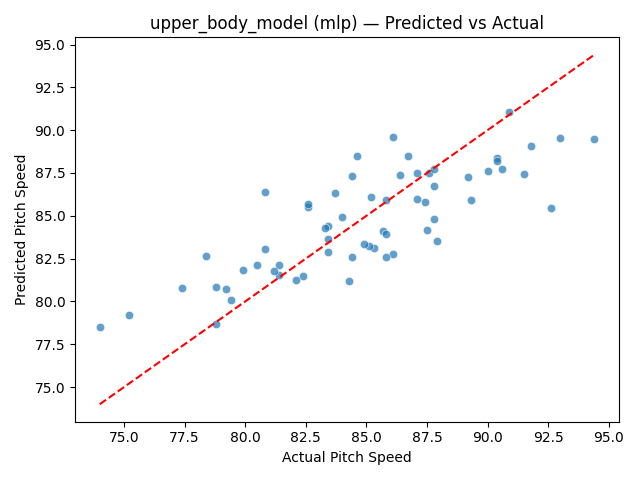 upper_body_model (mlp) — Predicted vs Actual
95.0
92.5
90.0
87.5
85.0
82.5
80.0
77.5
75.0
Predicted Pitch Speed
75.0 77.5 80.0 82.5 85.0 87.5 90.0 92.5 95.0
Actual Pitch Speed